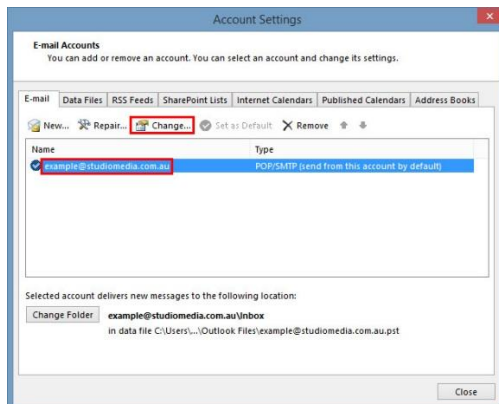 Account Settings
E-mail Accounts
You can add or remove an account. You can select an account and change its settings.
E-mail Data Files RSS Feeds SharePoint Lists Internet Calendars Published Calendars Address Books
New... Repair... Change... Set as Default Remove
Name Type
example@studiomedia.com.au POP/SMTP (send from this account by default)
Selected account delivers new messages to the following location:
Change Folder example@studiomedia.com.au\Inbox
in data file C:\Users\...\Outlook Files\example@studiomedia.com.au.pst
Close